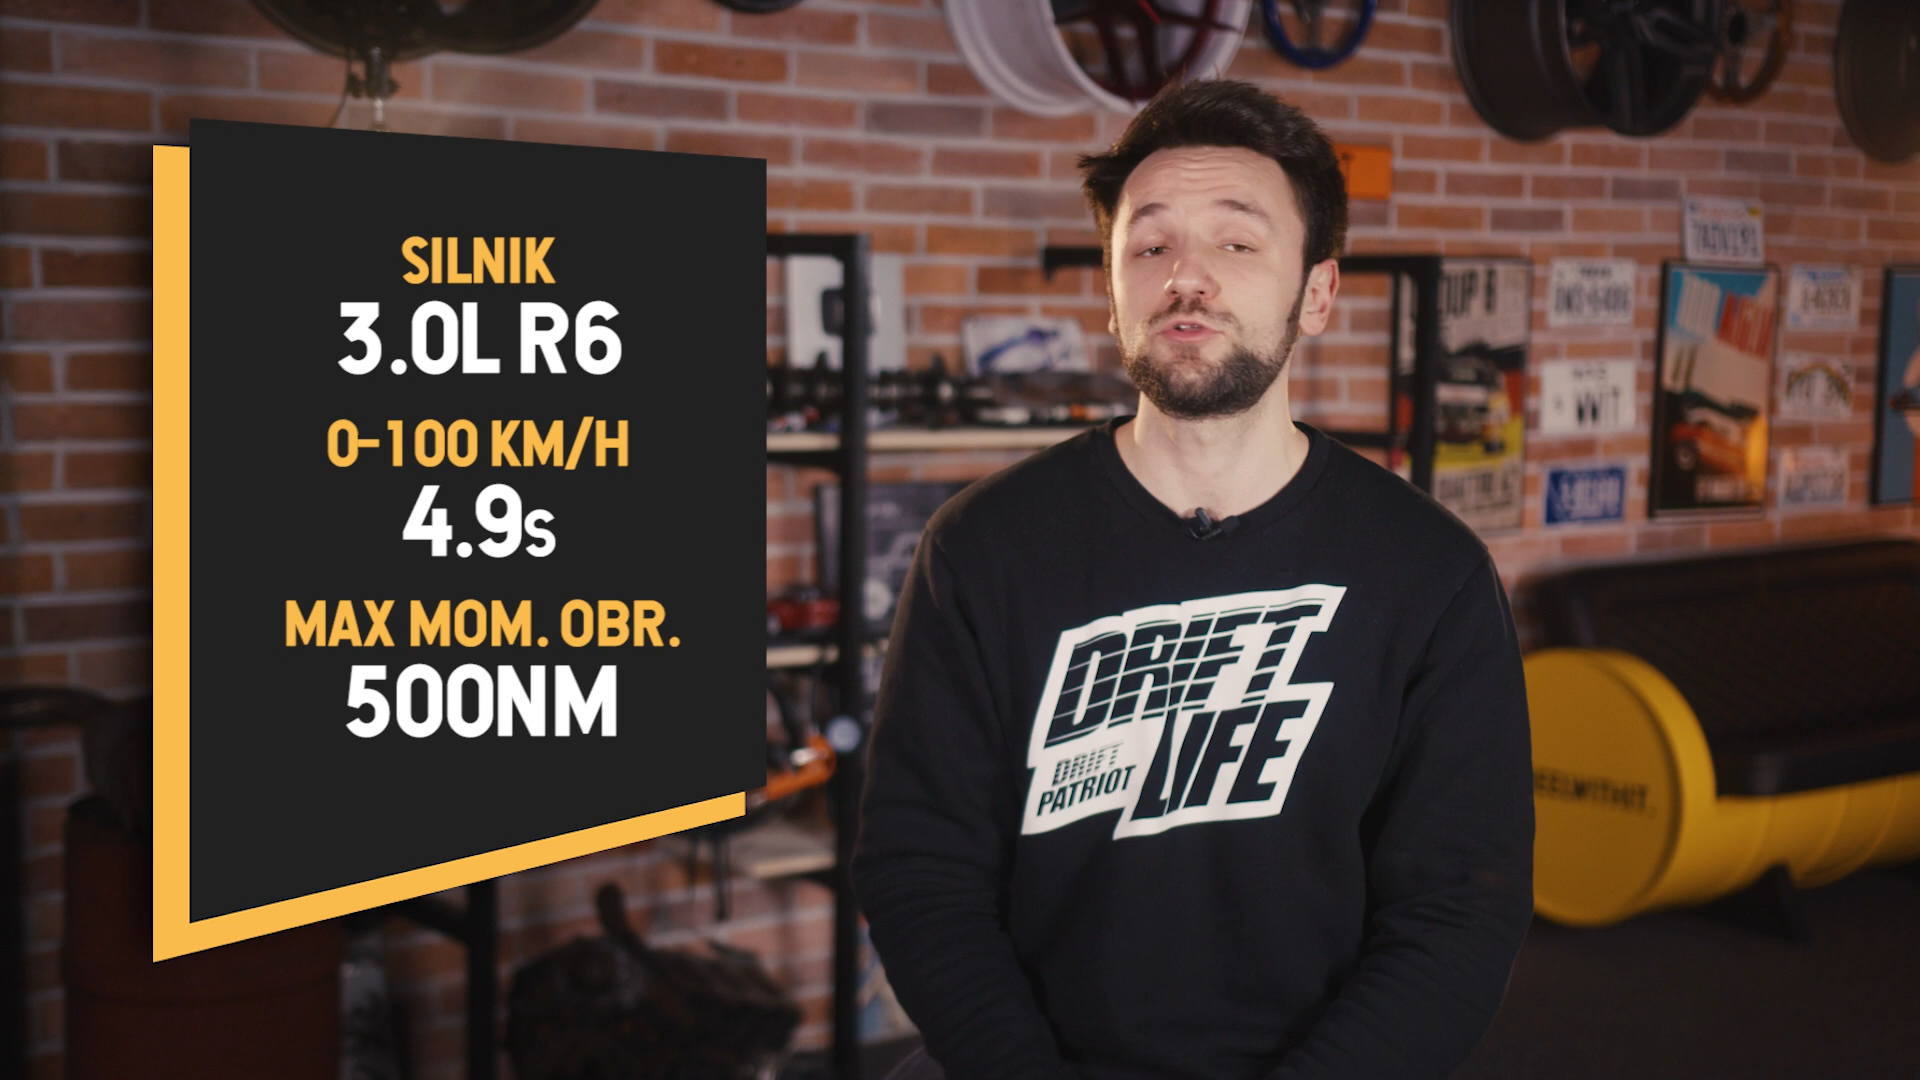 SILNIK
3.0L R6
0-100 KM/H
4.9s
MAX MOM. OBR.
500NM
DRIFT
LIFE
DRIFT
PATRIOT